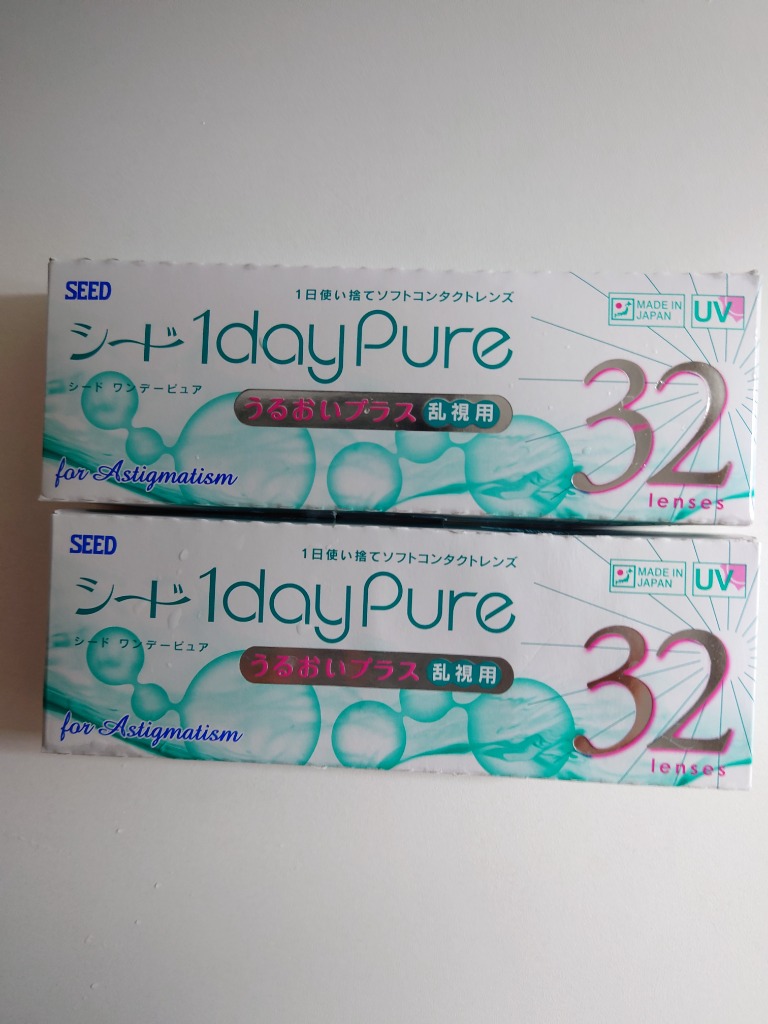 SEED
1日使い捨てソフトコンタクトレンズ
MADE IN
JAPAN
UV
シード 1dayPure
シード ワンデーピュア
うるおいプラス 乱視用
32
for Astigmatism
lenses
SEED
1日使い捨てソフトコンタクトレンズ
MADE IN
JAPAN
UV
シード 1dayPure
シード ワンデーピュア
うるおいプラス 乱視用
32
for Astigmatism
lenses